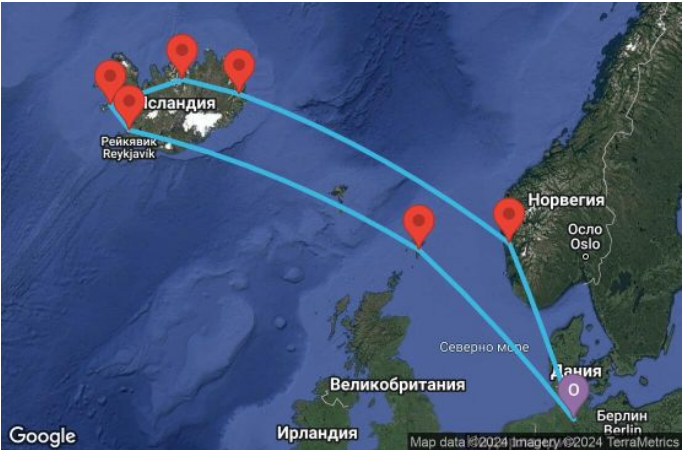 Исландия
Рейкявик
Reykjavík
Норвегия
Осло
Oslo
Северно море
Дания
O
Великобритания
Берлин
Berlin
Ирландия
Google
Map data ©2024 Imagery ©2024 TerraMetrics